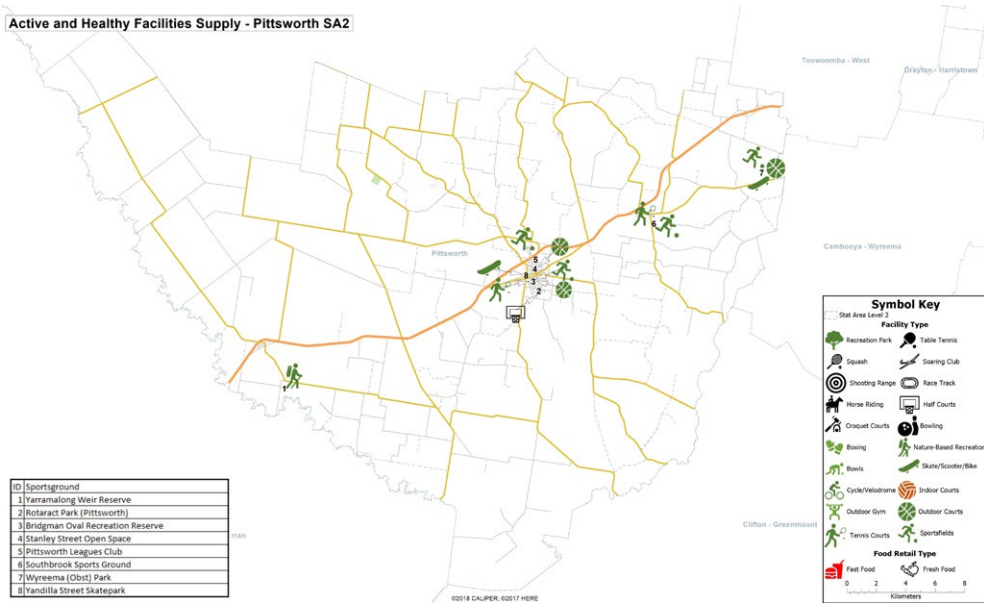 Active and Healthy Facilities Supply - Pittsworth SA2
Toowoomba - West
Drayton - Harristown
7
6
Pittsworth
Cambooya - Wyreema
5
4
8
3
2
1
Symbol Key
Stat Area Level 2
Facility Type
Recreation Park Table Tennis
Squash Soaring Club
Shooting Range Race Track
Horse Riding Half Courts
Croquet Courts Bowling
Boxing Nature-Based Recreation
Bowls Skate/Scooter/Bike
Cycle/Velodrome Indoor Courts
Outdoor Gym Outdoor Courts
Tennis Courts Sportsfields
Food Retail Type
Fast Food Fresh Food
0 2 4 6 8
Kilometers
ID Sportsground
1 Yarramalong Weir Reserve
2 Rotaract Park (Pittsworth)
3 Bridgman Oval Recreation Reserve
4 Stanley Street Open Space
5 Pittsworth Leagues Club
6 Southbrook Sports Ground
7 Wyreema (Obst) Park
8 Yandilla Street Skatepark
rran
Clifton - Greenmount
©2018 CALIPER; ©2017 HERE